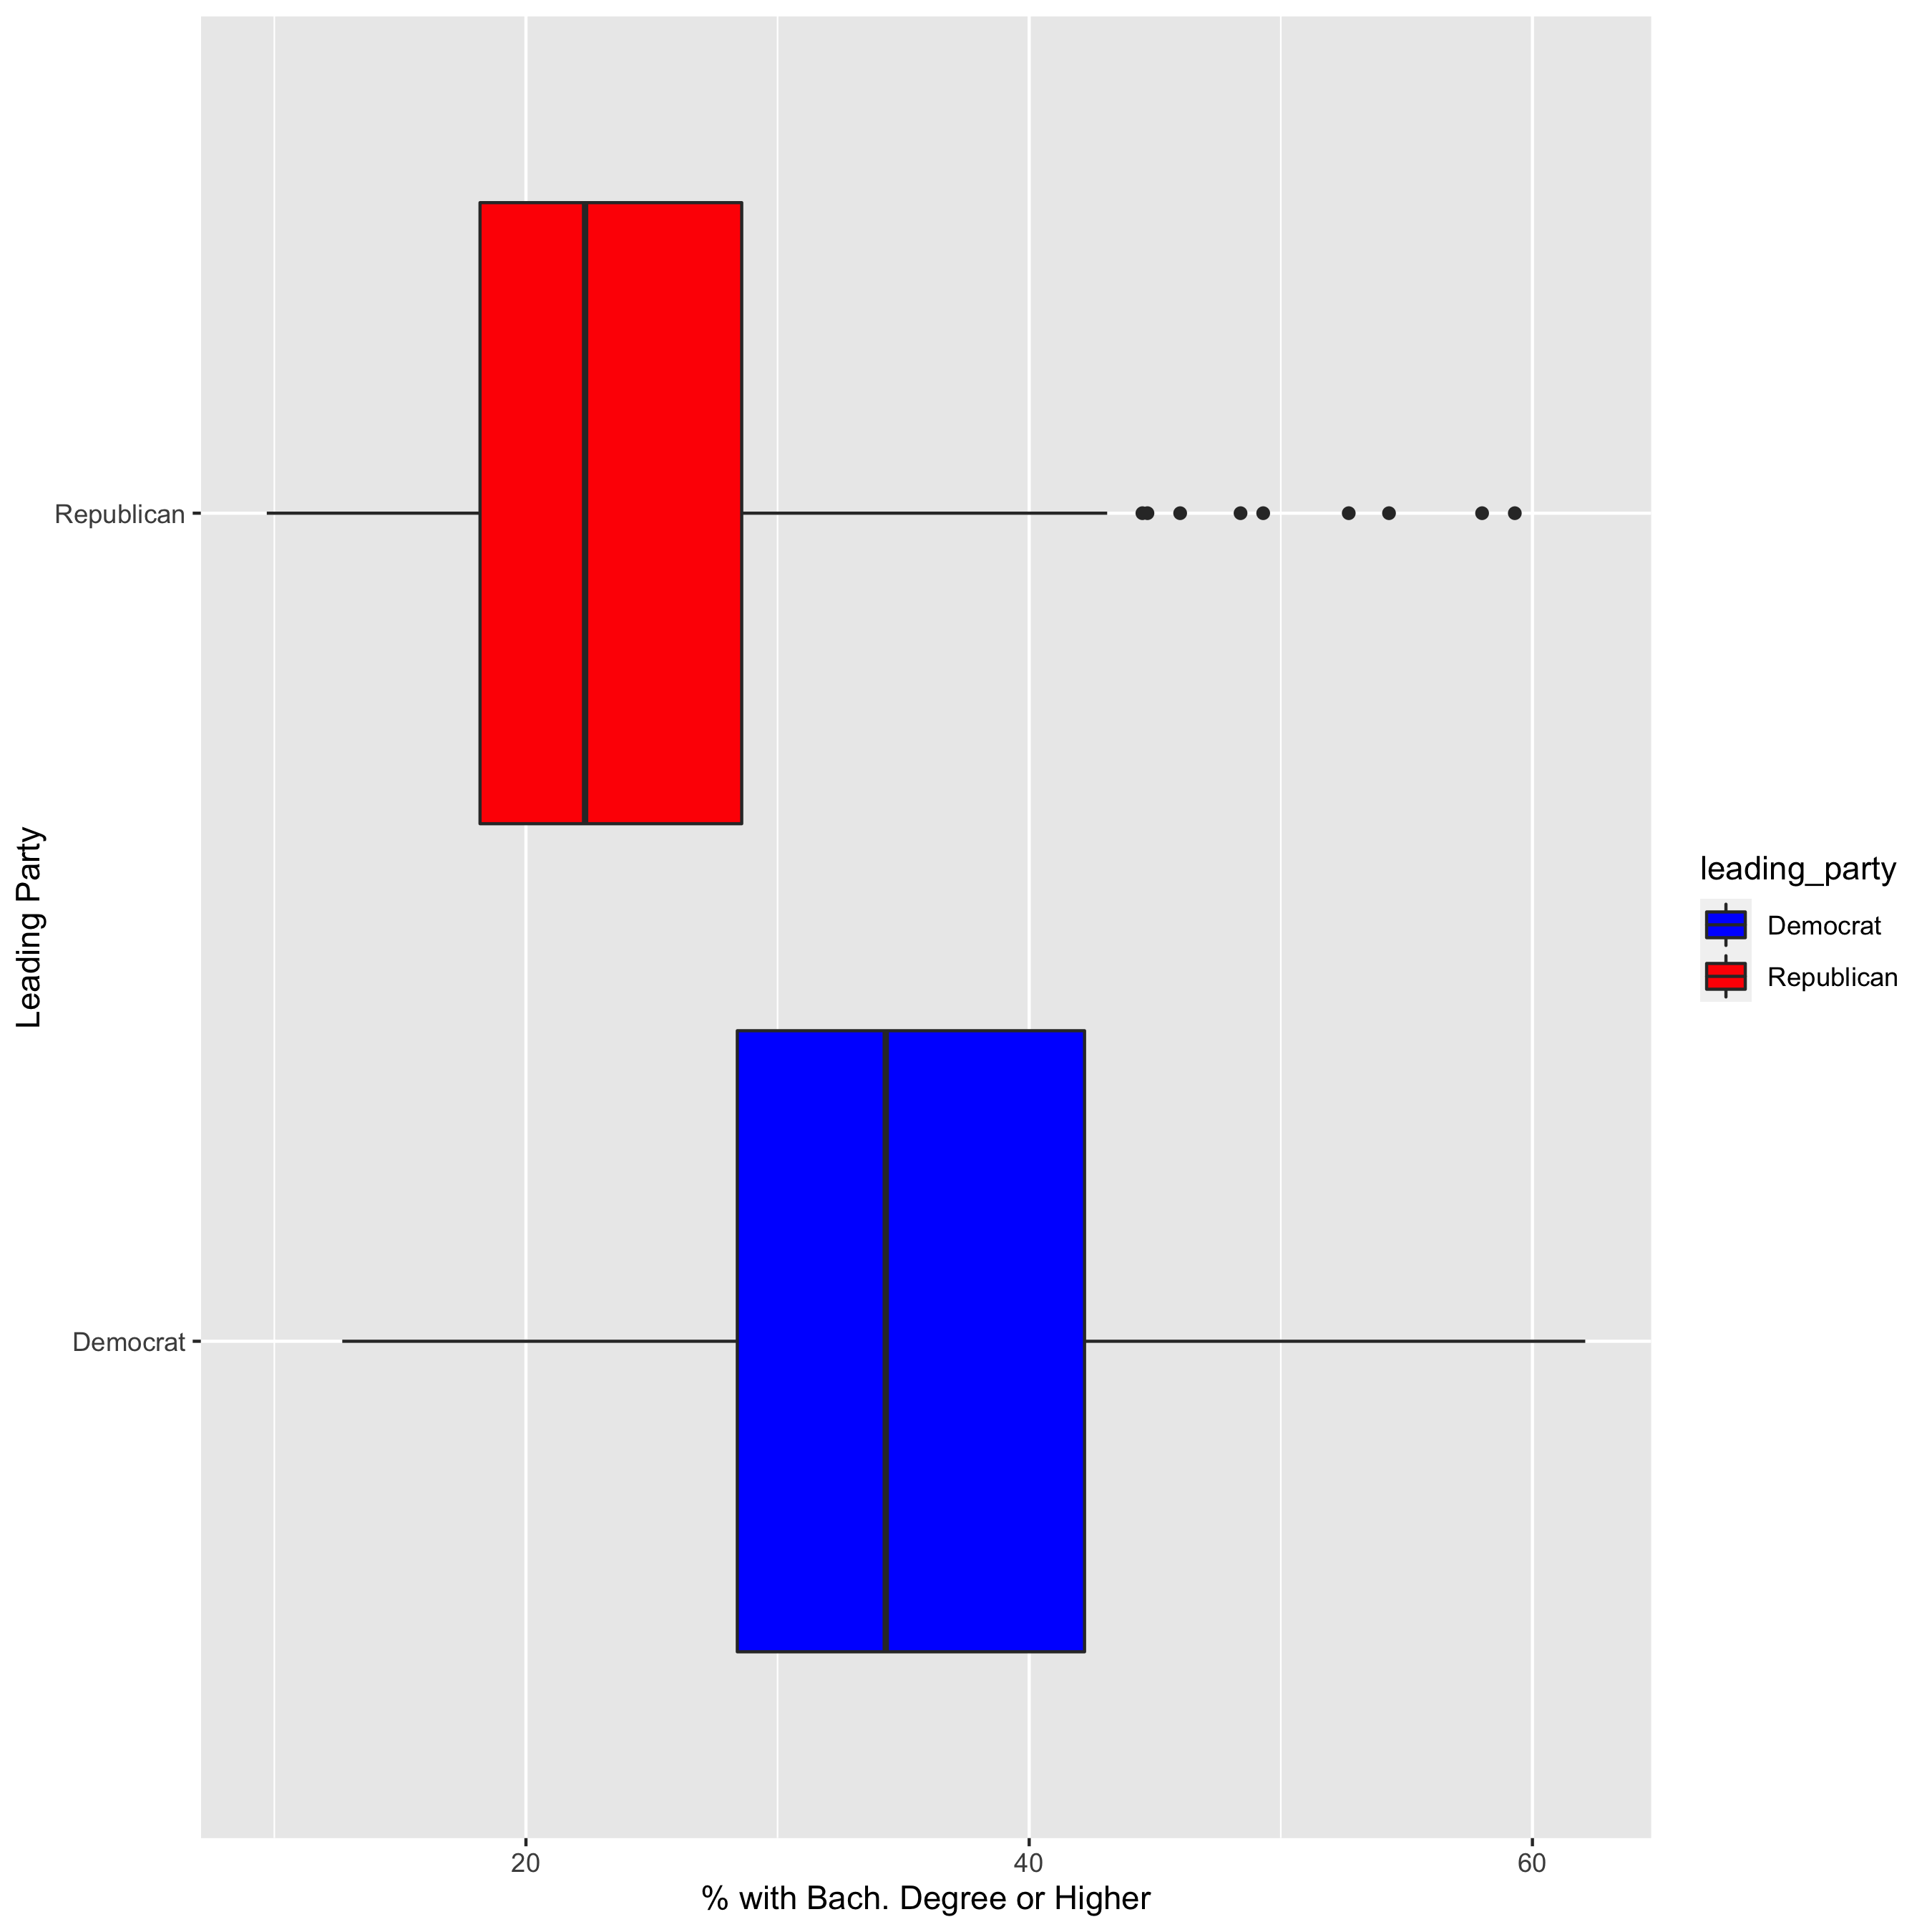 Republican
Democrat
Leading Party
20
40
60
% with Bach. Degree or Higher
leading_party
Democrat
Republican